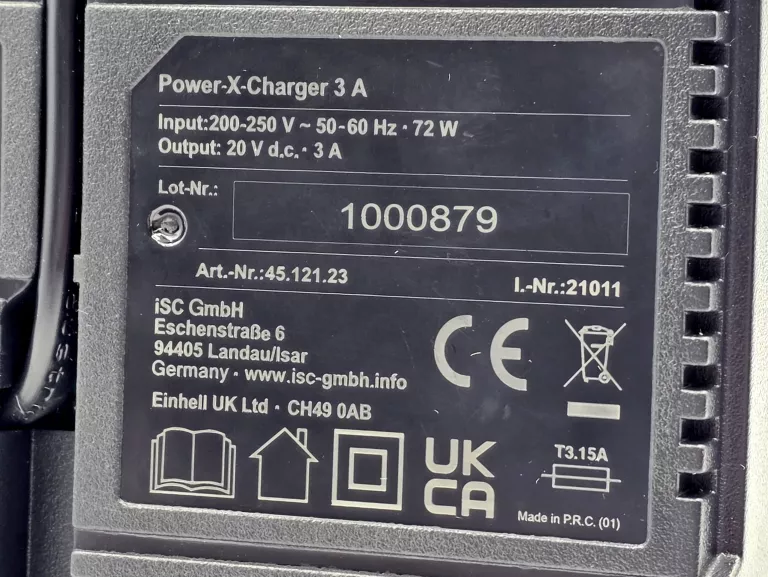 Power-X-Charger 3 A
Input:200-250 V ~ 50-60 Hz · 72 W
Output: 20 V d.c. · 3 A
Lot-Nr.:
1000879
Art.-Nr.:45.121.23
I.-Nr.:21011
iSC GmbH
Eschenstraße 6
94405 Landau/Isar
Germany · www.isc-gmbh.info
Einhell UK Ltd · CH49 0AB
CE
UK
CA
T3.15A
Made in P.R.C. (01)